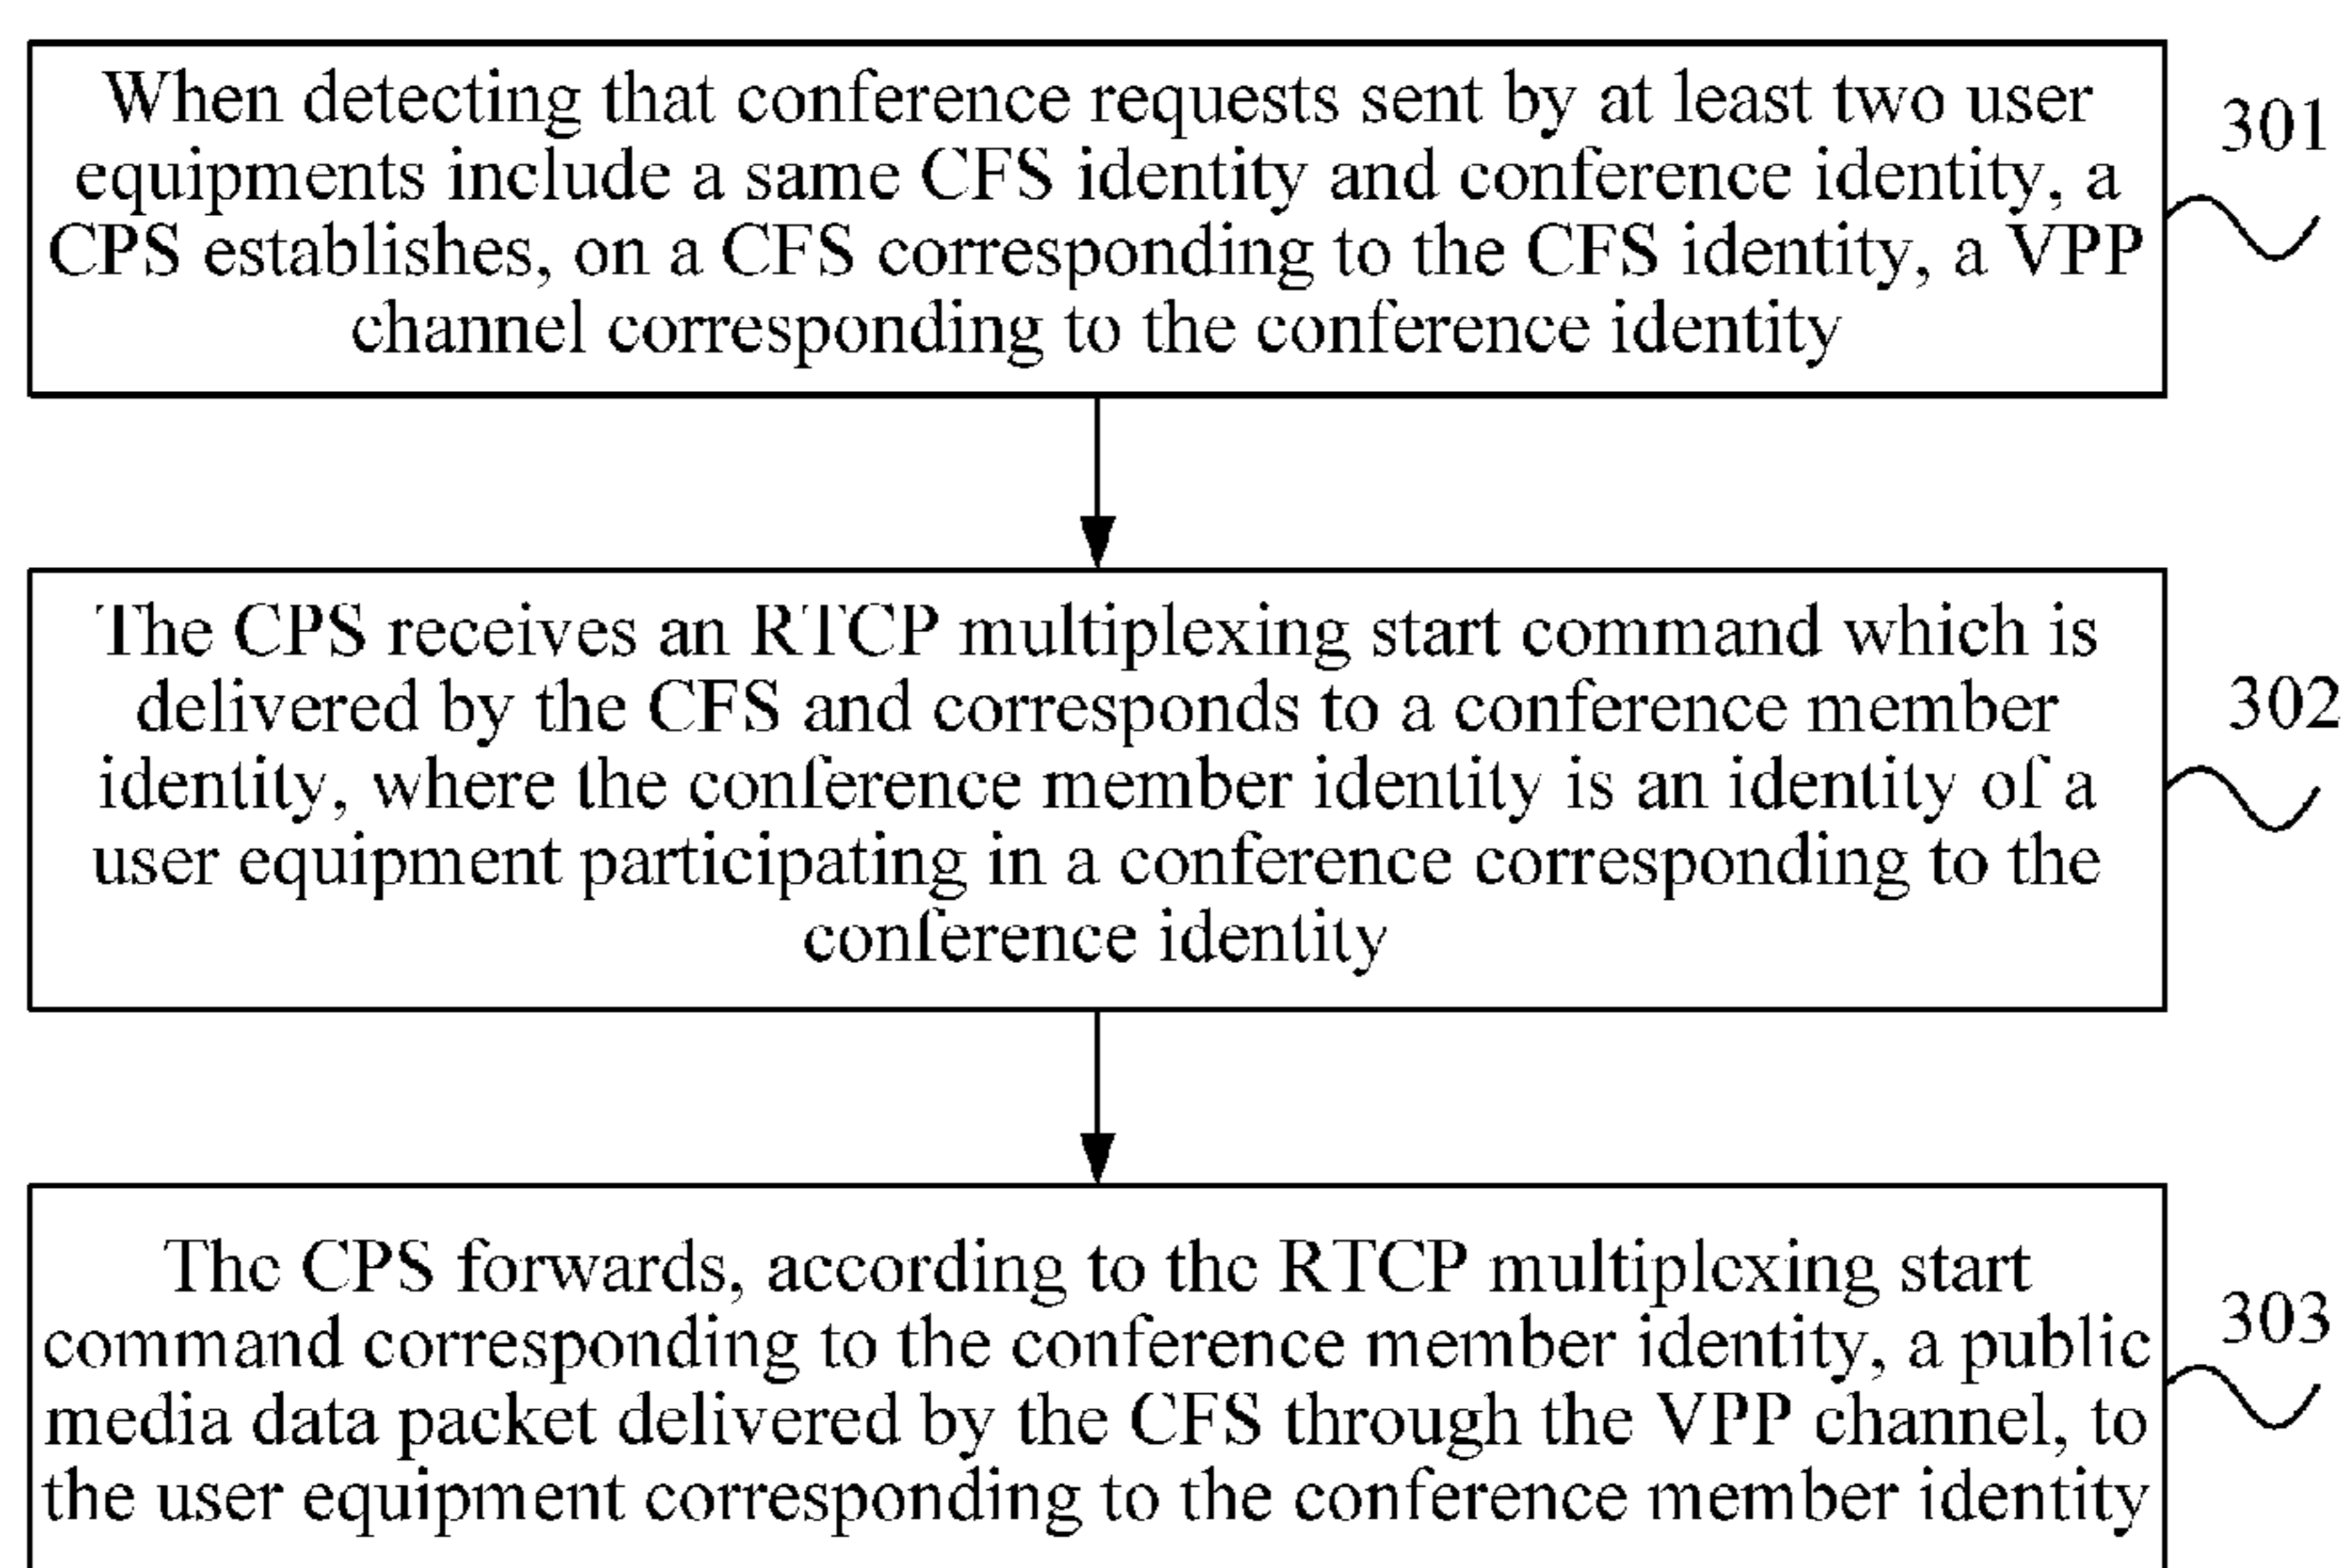 When detecting that conference requests sent by at least two user
equipments include a same CFS identity and conference identity, a
CPS establishes, on a CFS corresponding to the CFS identity, a VPP
channel corresponding to the conference identity
301
The CPS receives an RTCP multiplexing start command which is
delivered by the CFS and corresponds to a conference member
identity, where the conference member identity is an identity of a
user equipment participating in a conference corresponding to the
conference identity
302
The CPS forwards, according to the RTCP multiplexing start
command corresponding to the conference member identity, a public
media data packet delivered by the CFS through the VPP channel, to
the user equipment corresponding to the conference member identity
303